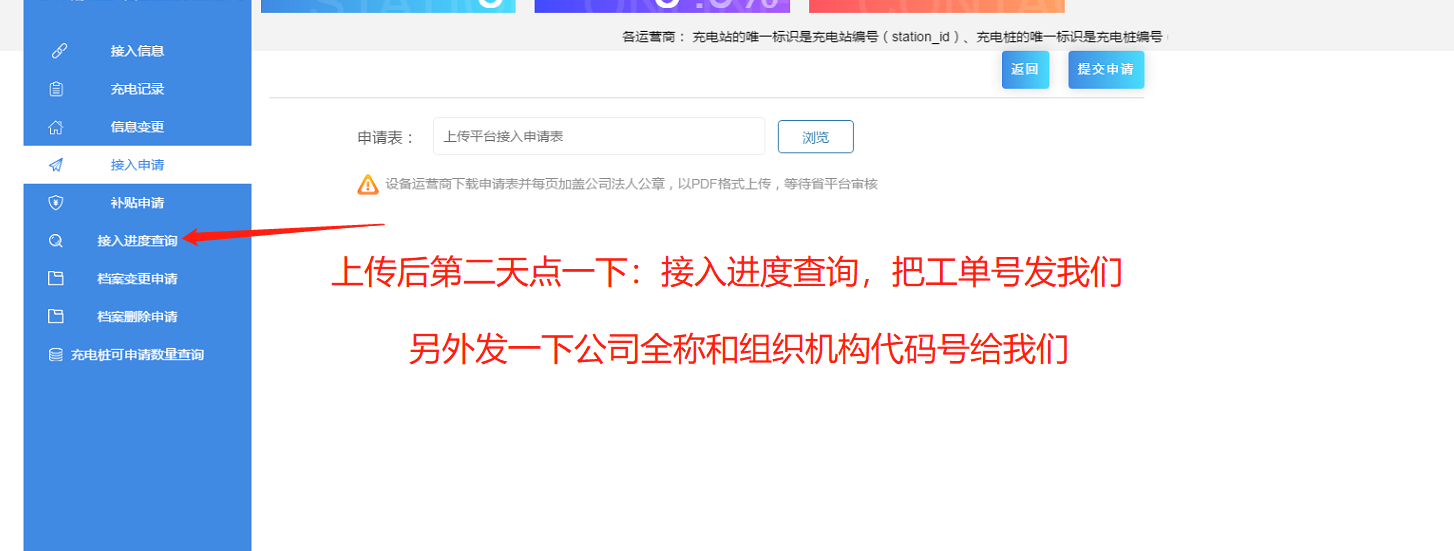 各运营商： 充电站的唯一标识是充电站编号（station_id）、充电桩的唯一标识是充电桩编号
接入信息
充电记录
信息变更
接入申请
补贴申请
接入进度查询
档案变更申请
档案删除申请
充电桩可申请数量查询
返回
提交申请
申请表：
上传平台接入申请表
浏览
设备运营商下载申请表并每页加盖公司法人公章，以PDF格式上传，等待省平台审核
上传后第二天点一下：接入进度查询，把工单号发我们
另外发一下公司全称和组织机构代码号给我们